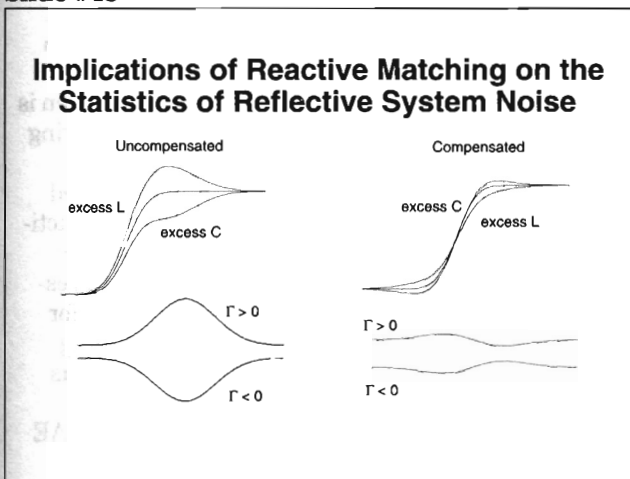 Implications of Reactive Matching on the
Statistics of Reflective System Noise
Uncompensated
Compensated
excess L
excess C
excess C
excess L
Γ > 0
Γ < 0
Γ > 0
Γ < 0